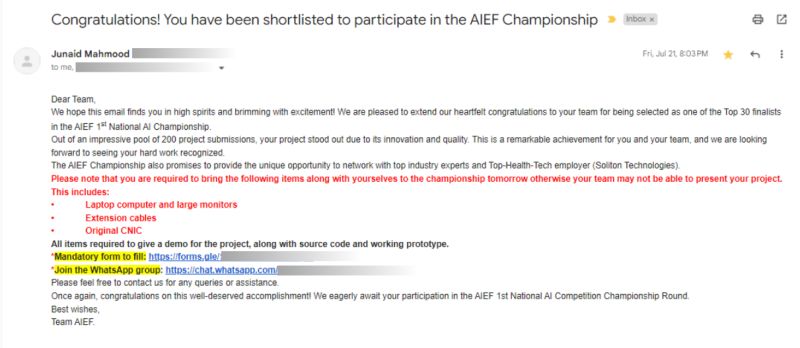 Congratulations! You have been shortlisted to participate in the AIEF Championship Inbox ×
Junaid Mahmood
Fri, Jul 21, 8:03 PM
to me,
Dear Team,
We hope this email finds you in high spirits and brimming with excitement! We are pleased to extend our heartfelt congratulations to your team for being selected as one of the Top 30 finalists
in the AIEF 1st National AI Championship.
Out of an impressive pool of 200 project submissions, your project stood out due to its innovation and quality. This is a remarkable achievement for you and your team, and we are looking
forward to seeing your hard work recognized.
The AIEF Championship also promises to provide the unique opportunity to network with top industry experts and Top-Health-Tech employer (Soliton Technologies).
Please note that you are required to bring the following items along with yourselves to the championship tomorrow otherwise your team may not be able to present your project.
This includes:
• Laptop computer and large monitors
• Extension cables
• Original CNIC
All items required to give a demo for the project, along with source code and working prototype.
*Mandatory form to fill: https://forms.gle/
*Join the WhatsApp group: https://chat.whatsapp.com/
Please feel free to contact us for any queries or assistance.
Once again, congratulations on this well-deserved accomplishment! We eagerly await your participation in the AIEF 1st National AI Competition Championship Round.
Best wishes,
Team AIEF.